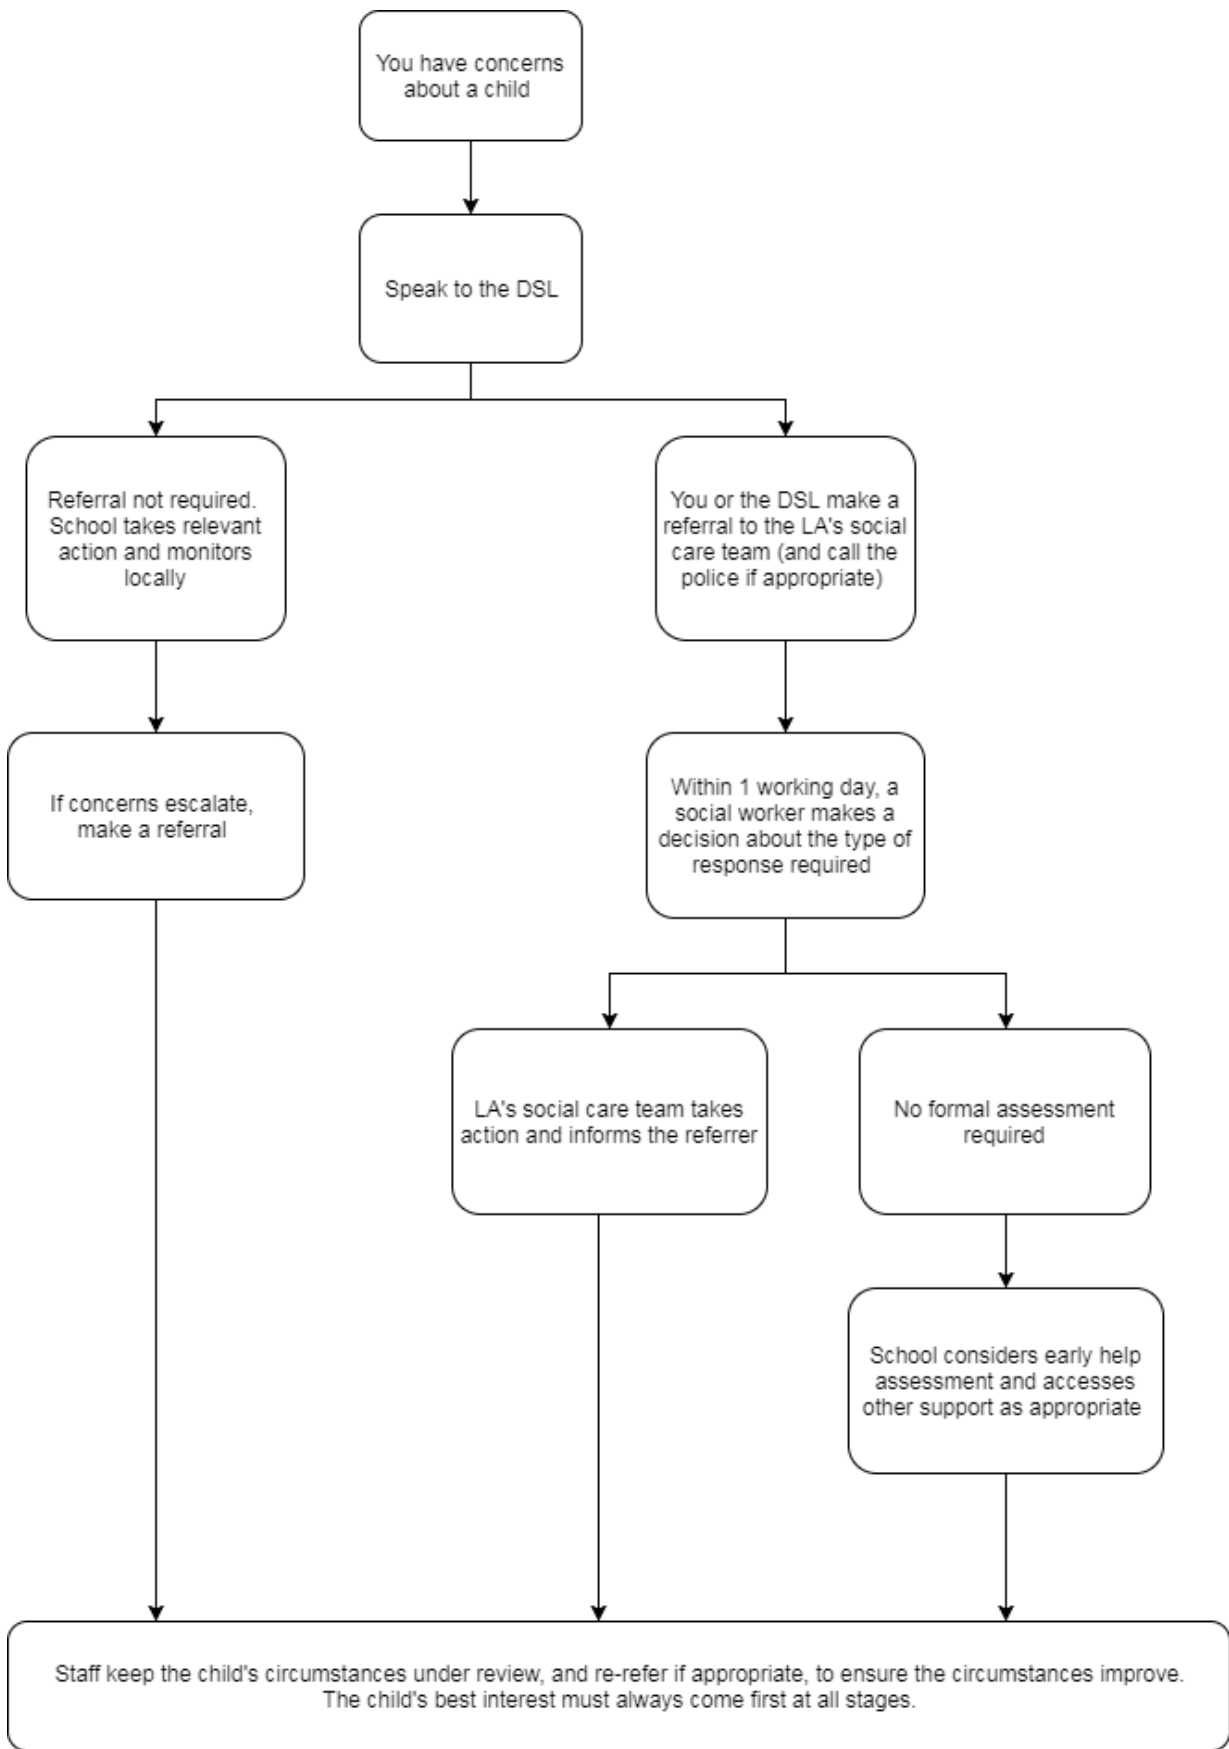 You have concerns
about a child
Speak to the DSL
Referral not required.
School takes relevant
action and monitors
locally
You or the DSL make a
referral to the LA's social
care team (and call the
police if appropriate)
If concerns escalate,
make a referral
Within 1 working day, a
social worker makes a
decision about the type of
response required
LA's social care team takes
action and informs the referrer
No formal assessment
required
School considers early help
assessment and accesses
other support as appropriate
Staff keep the child's circumstances under review, and re-refer if appropriate, to ensure the circumstances improve.
The child's best interest must always come first at all stages.